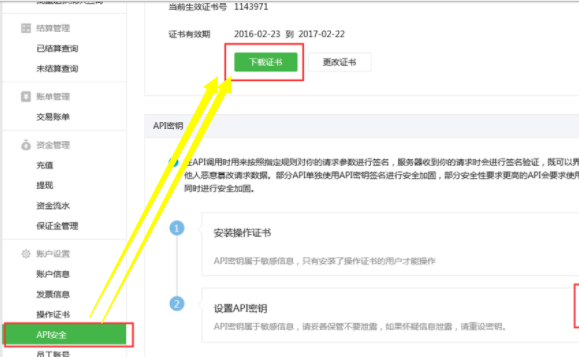 结算管理
已结算查询
未结算查询
账单管理
交易账单
资金管理
充值
提现
资金流水
保证金管理
账户设置
账户信息
发票信息
操作证书
API安全
员工账号
当前生效证书号 1143971
证书有效期 2016-02-23 到 2017-02-22
下载证书 更改证书
API密钥
在API调用时用来按照指定规则对你的请求参数进行签名，服务器收到你的请求时会进行签名验证，既可以界
他人恶意篡改请求数据。部分API单独使用API密钥签名进行安全加固，部分安全性要求更高的API会要求使用
同时进行安全加固。
1 安装操作证书
API密钥属于敏感信息，只有安装了操作证书的用户才能操作
2 设置API密钥
API密钥属于敏感信息，请妥善保管不要泄露，如果怀疑信息泄露，请重设密钥。